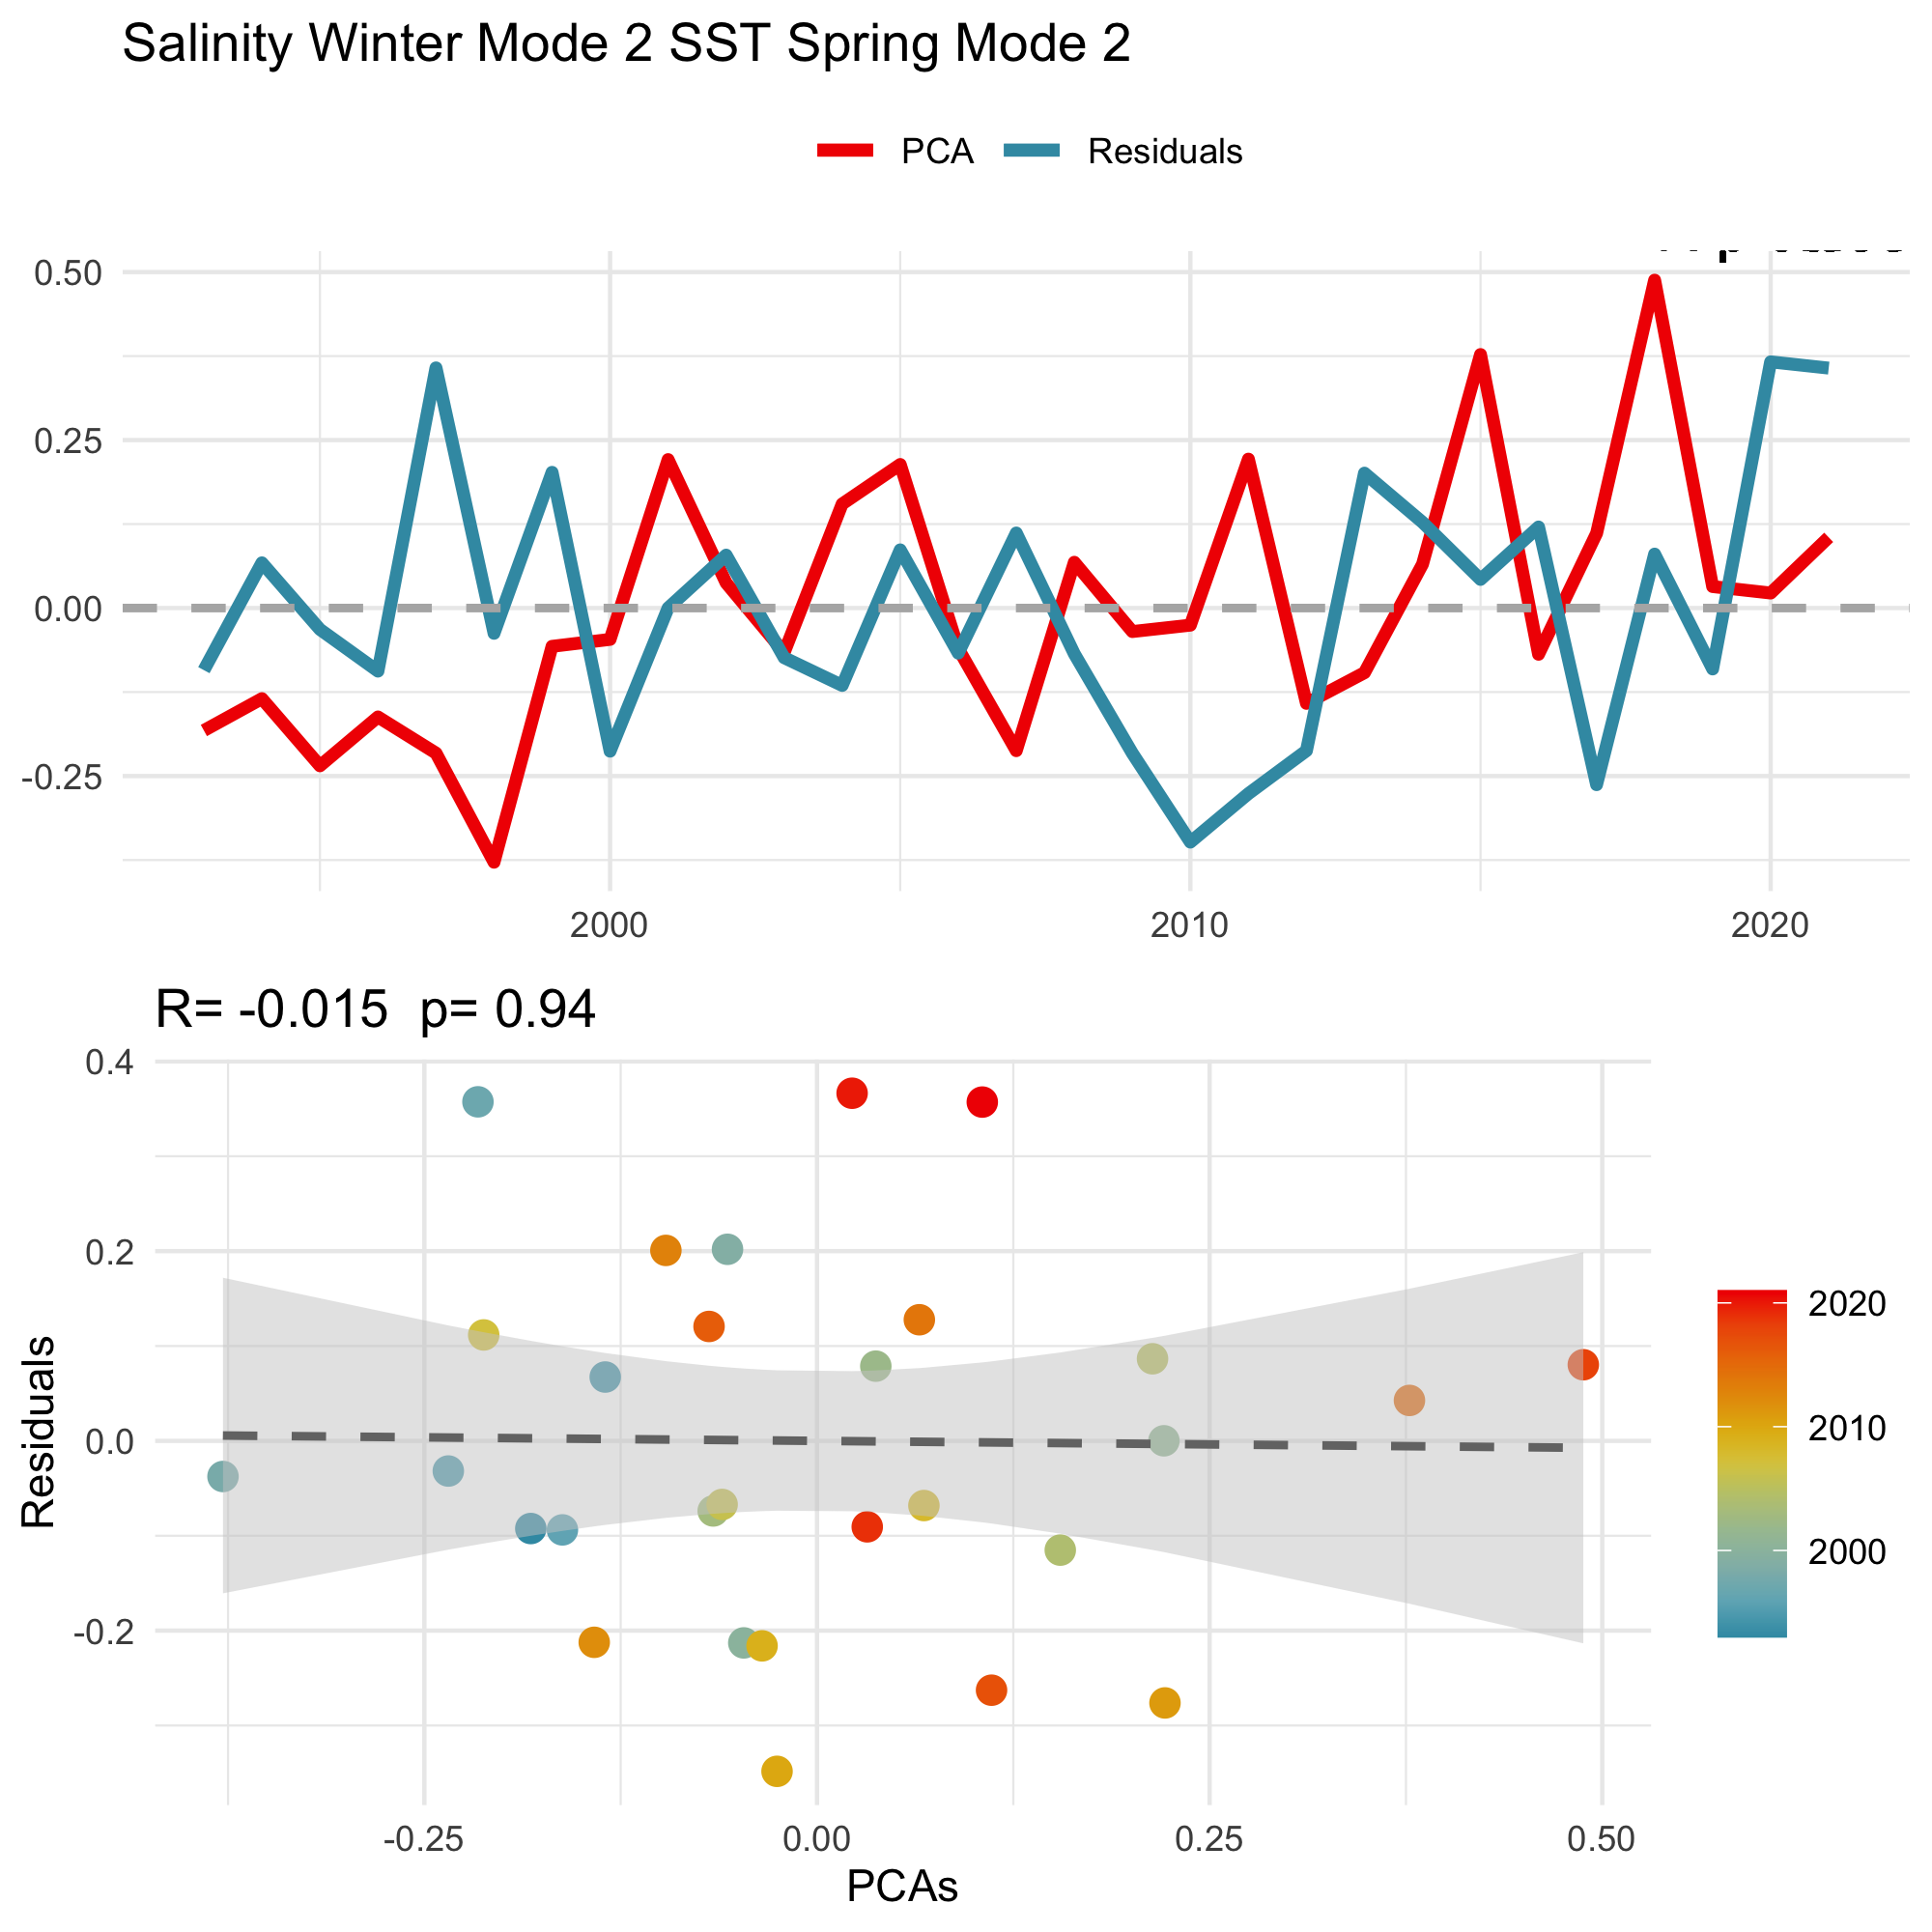 Salinity Winter Mode 2 SST Spring Mode 2
PCA Residuals
0.50
0.25
0.00
-0.25
2000 2010 2020
R= -0.015 p= 0.94
0.4
0.2
0.0
-0.2
Residuals
-0.25 0.00 0.25 0.50
PCAs
2020
2010
2000